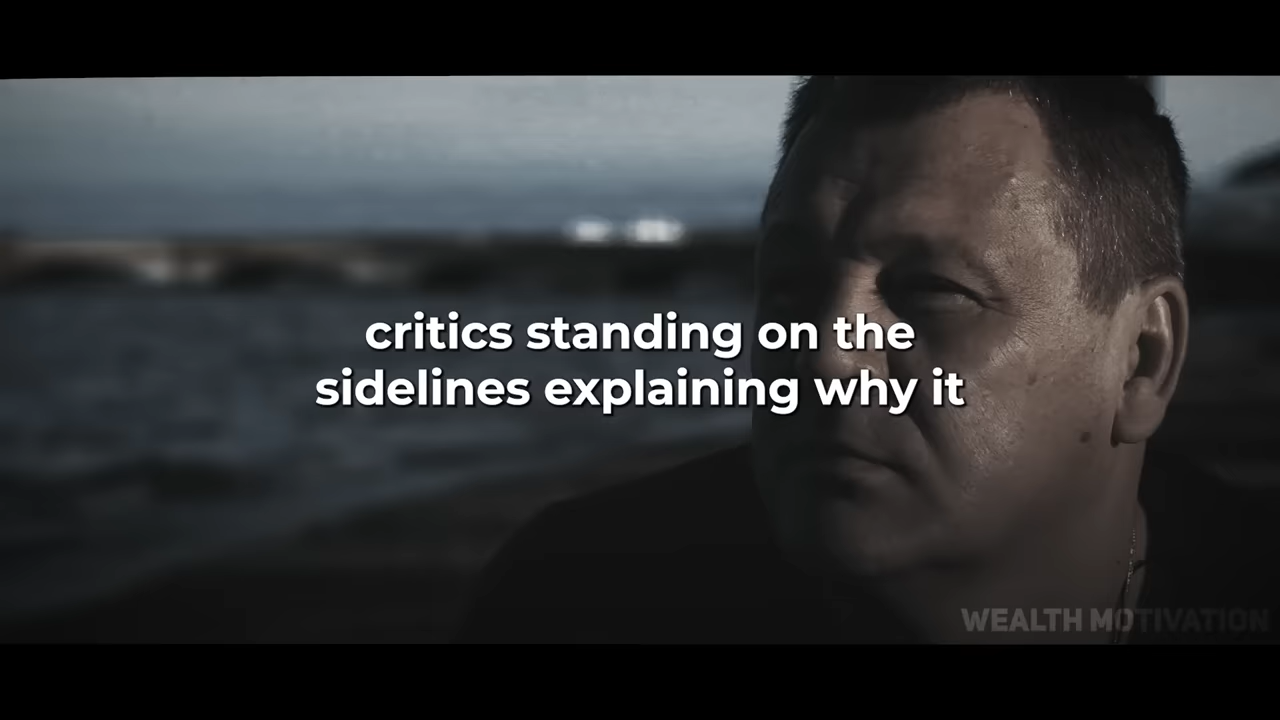 critics standing on the
sidelines explaining why it
WEALTH MOTIVATION